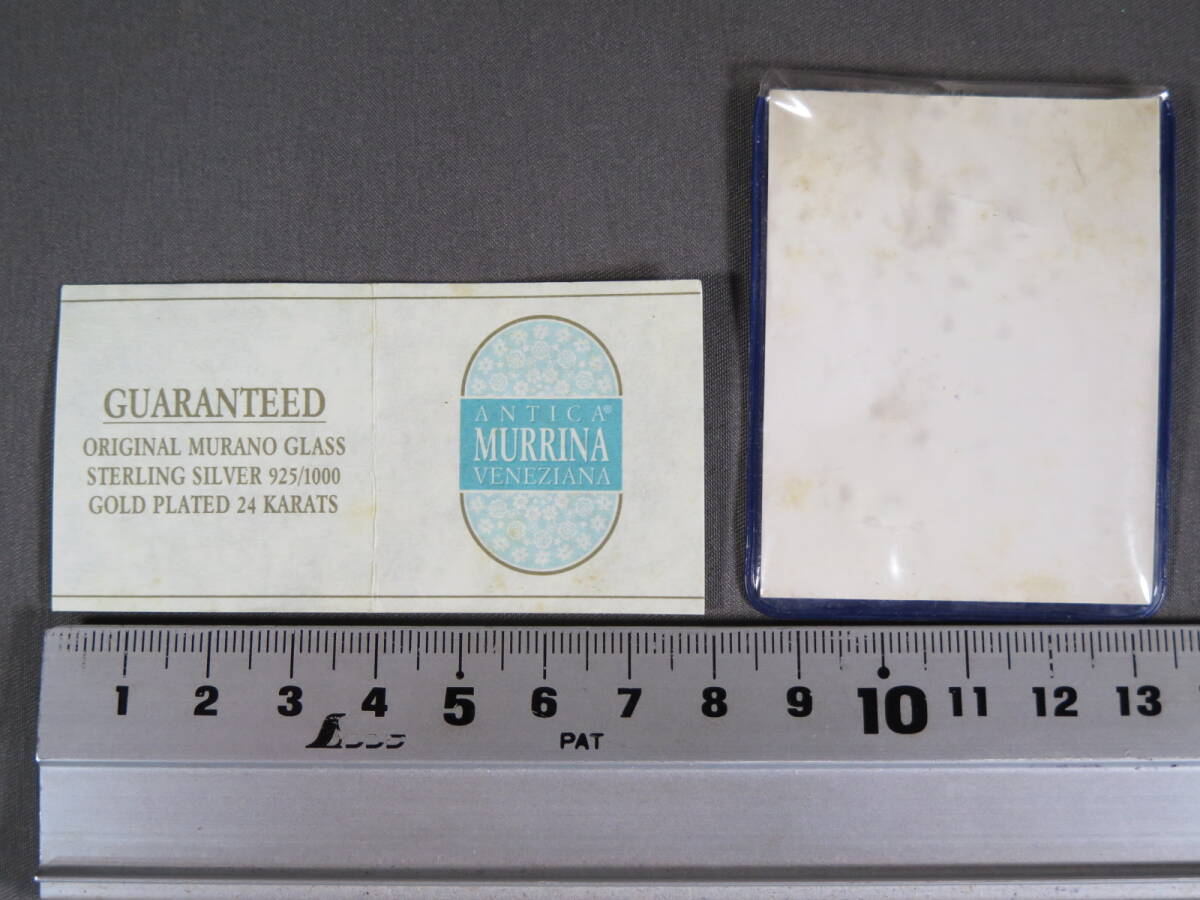 GUARANTEED
ORIGINAL MURANO GLASS
STERLING SILVER 925/1000
GOLD PLATED 24 KARATS
ANTICA®
MURRINA
VENEZIANA
1 2 3 4 5 6 7 8 9 10 11 12 13
PAT